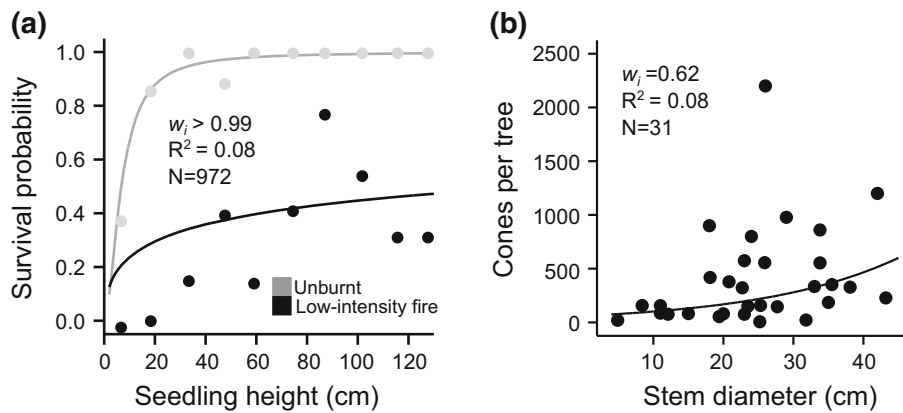 (a)
Survival probability
1.0
0.8
0.6
0.4
0.2
0.0
wᵢ > 0.99
R² = 0.08
N=972
Unburnt
Low-intensity fire
0 20 40 60 80 100 120
Seedling height (cm)
(b)
Cones per tree
2500
2000
1500
1000
500
0
wᵢ =0.62
R² = 0.08
N=31
10 20 30 40
Stem diameter (cm)